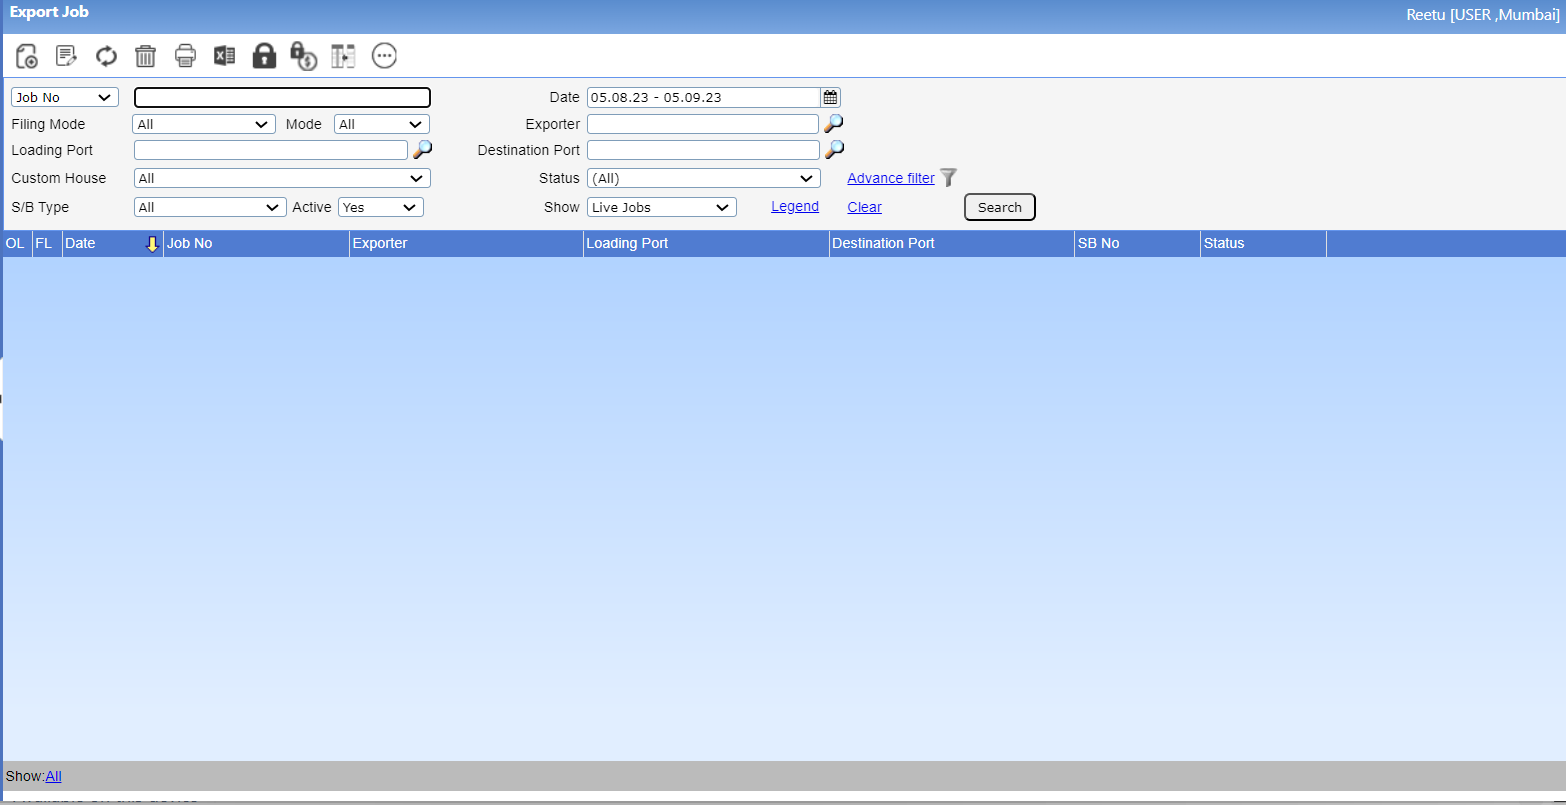 Export Job
Reetu [USER ,Mumbai]
Job No
Date 05.08.23 - 05.09.23
Filing Mode All Mode All Exporter
Loading Port Destination Port
Custom House All Status (All) Advance filter
S/B Type All Active Yes Show Live Jobs Legend Clear Search
OL FL Date Job No Exporter Loading Port Destination Port SB No Status
Show:All